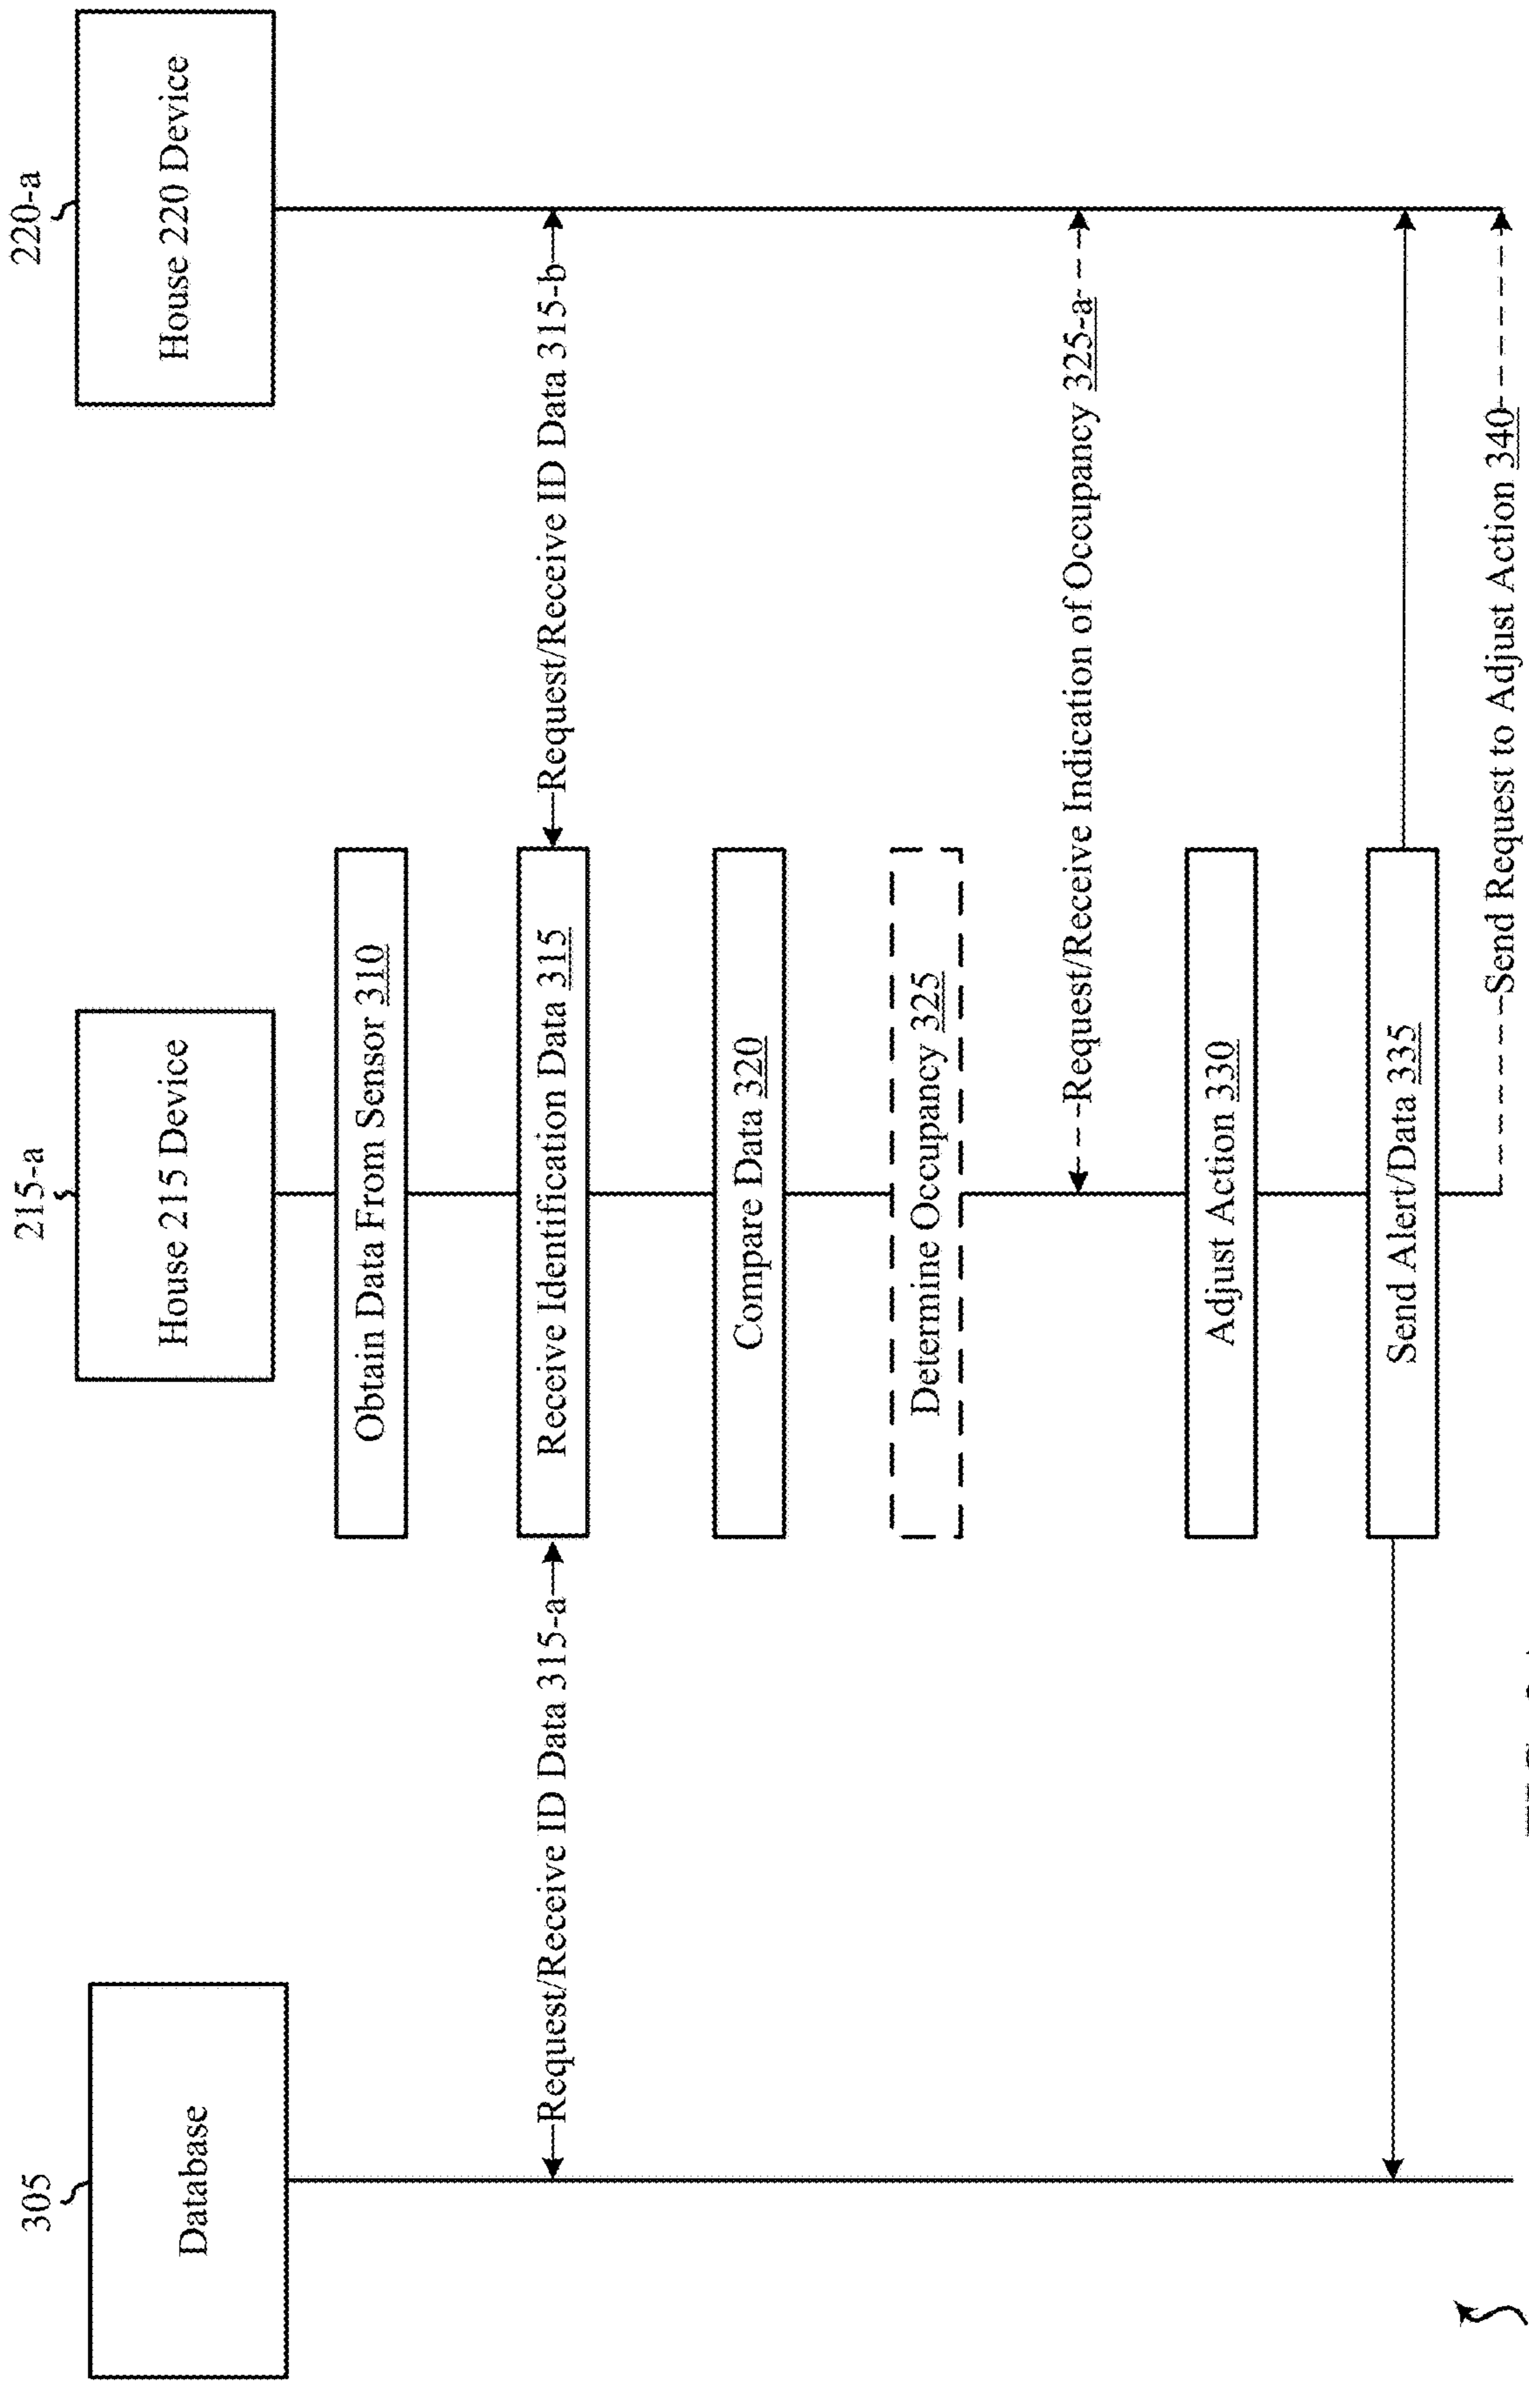 305
215-a
220-a
Database
House 215 Device
House 220 Device
Obtain Data From Sensor 310
Request/Receive ID Data 315-a
Receive Identification Data 315
Request/Receive ID Data 315-b
Compare Data 320
Determine Occupancy 325
Request/Receive Indication of Occupancy 325-a
Adjust Action 330
Send Alert/Data 335
Send Request to Adjust Action 340